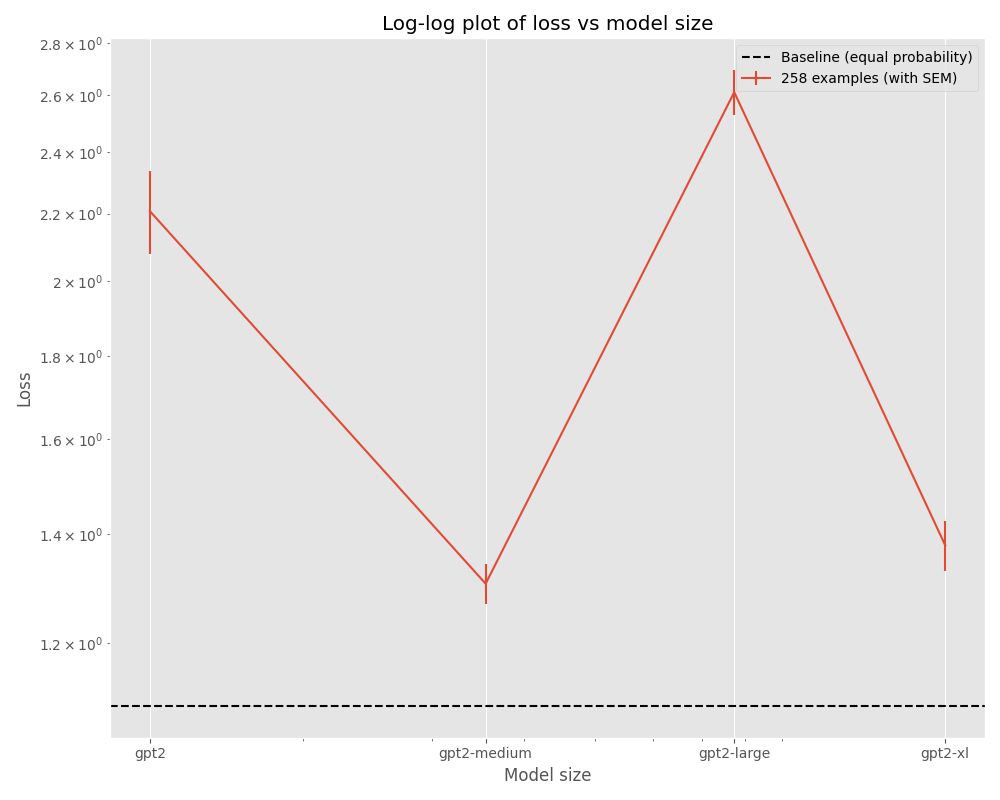 Log-log plot of loss vs model size
Baseline (equal probability)
258 examples (with SEM)
2.8 × 10⁰
2.6 × 10⁰
2.4 × 10⁰
2.2 × 10⁰
2 × 10⁰
1.8 × 10⁰
1.6 × 10⁰
1.4 × 10⁰
1.2 × 10⁰
Loss
gpt2
gpt2-medium
gpt2-large
gpt2-xl
Model size